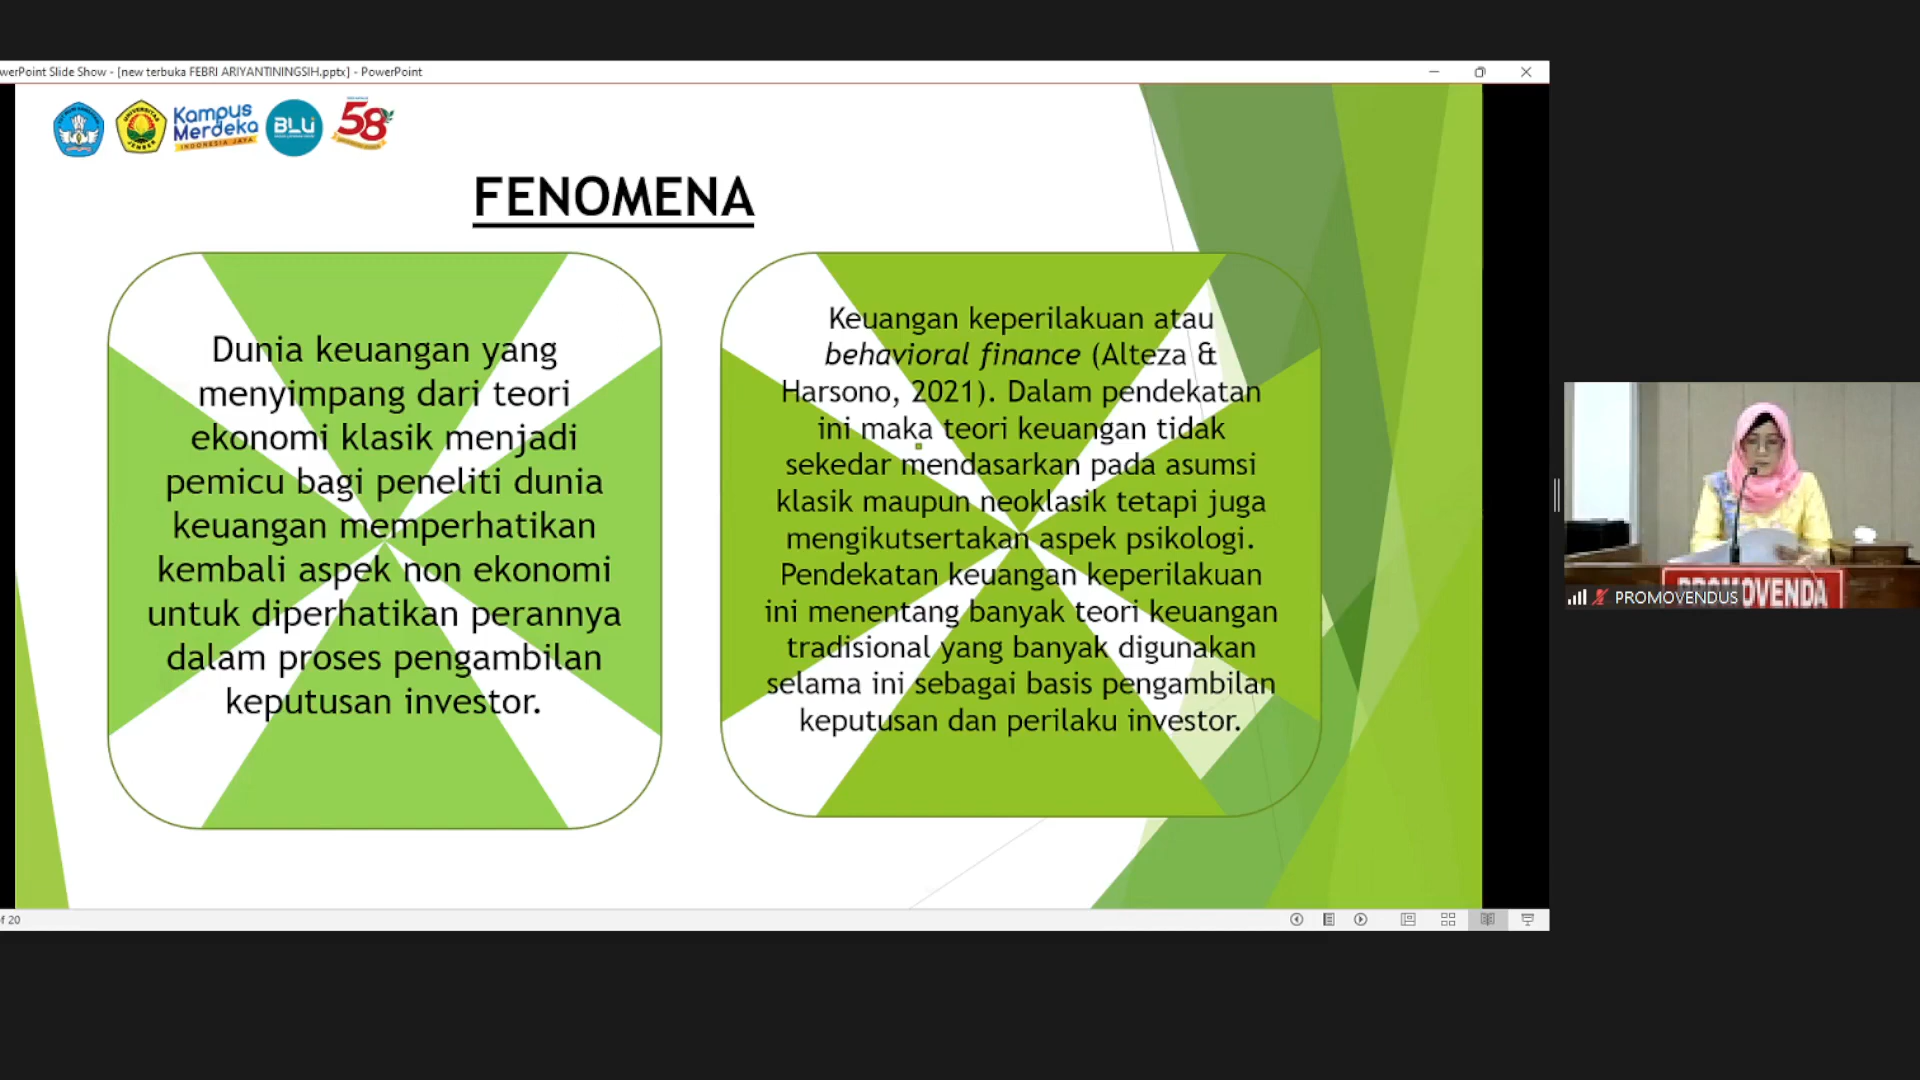 werPoint Slide Show - [new terbuka FEBRI ARIYANTININGSIH.pptx] - PowerPoint
UNIVERSITAS
JEMBER
Kampus
Merdeka
INDONESIA JAYA
BLU
58
FENOMENA
Dunia keuangan yang
menyimpang dari teori
ekonomi klasik menjadi
pemicu bagi peneliti dunia
keuangan memperhatikan
kembali aspek non ekonomi
untuk diperhatikan perannya
dalam proses pengambilan
keputusan investor.
Keuangan keperilakuan atau
behavioral finance (Alteza &
Harsono, 2021). Dalam pendekatan
ini maka teori keuangan tidak
sekedar mendasarkan pada asumsi
klasik maupun neoklasik tetapi juga
mengikutsertakan aspek psikologi.
Pendekatan keuangan keperilakuan
ini menentang banyak teori keuangan
tradisional yang banyak digunakan
selama ini sebagai basis pengambilan
keputusan dan perilaku investor.
PROMOVENDA
PROMOVENDUS
f 20